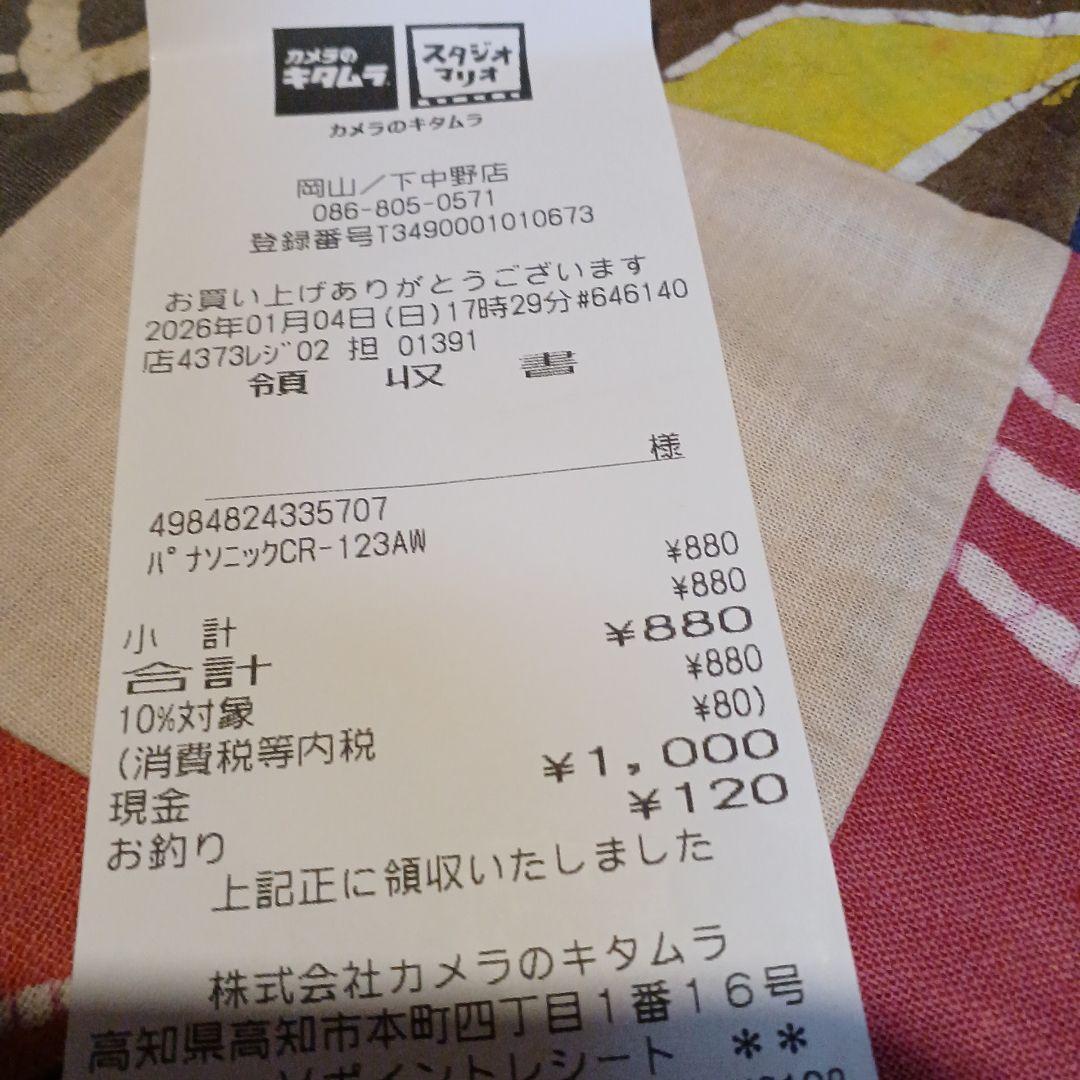 カメラの
キタムラ
スタジオ
マリオ
カメラのキタムラ
岡山/下中野店
086-805-0571
登録番号T3490001010673
お買い上げありがとうございます
2026年01月04日(日)17時29分#646140
店4373レジ02 担 01391
領 収 書
様
4984824335707
パナソニックCR-123AW
¥880
小 計 ¥880
合計 ¥880
10%対象 ¥880
(消費税等内税 ¥80)
現金 ¥1,000
お釣り ¥120
上記正に領収いたしました
株式会社カメラのキタムラ
高知県高知市本町四丁目1番16号
ポイントレシート **